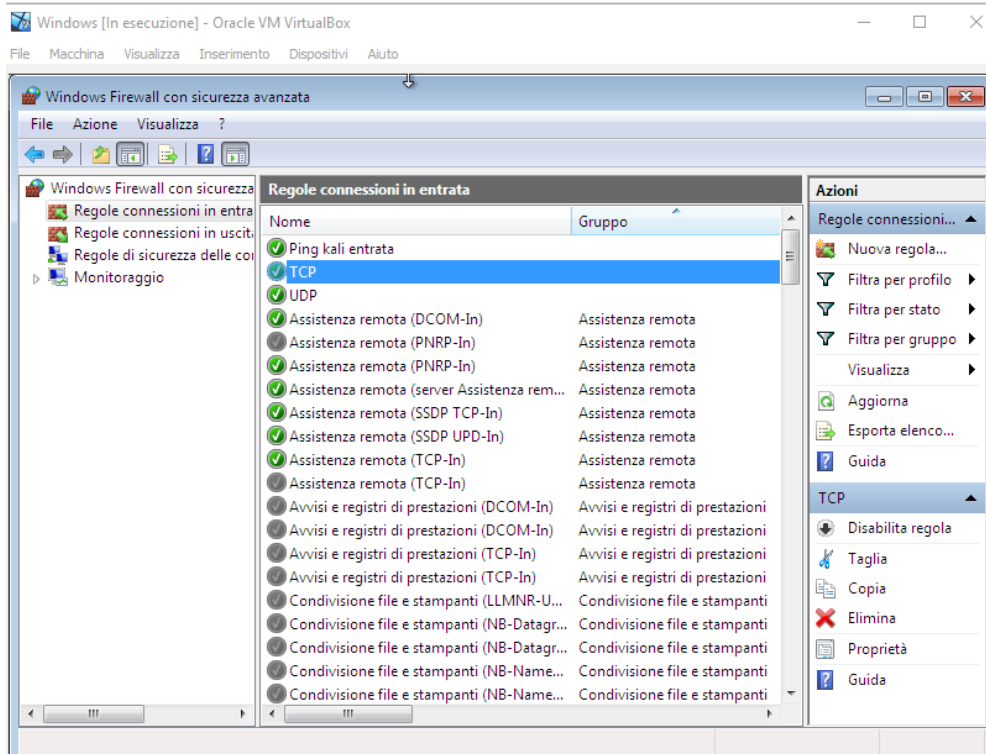 Windows [In esecuzione] - Oracle VM VirtualBox
File Macchina Visualizza Inserimento Dispositivi Aiuto
Windows Firewall con sicurezza avanzata
File Azione Visualizza ?
Windows Firewall con sicurezza
Regole connessioni in entra
Regole connessioni in uscit
Regole di sicurezza delle co
Monitoraggio
Regole connessioni in entrata
Nome Gruppo
Ping kali entrata
TCP
UDP
Assistenza remota (DCOM-In) Assistenza remota
Assistenza remota (PNRP-In) Assistenza remota
Assistenza remota (PNRP-In) Assistenza remota
Assistenza remota (server Assistenza rem... Assistenza remota
Assistenza remota (SSDP TCP-In) Assistenza remota
Assistenza remota (SSDP UPD-In) Assistenza remota
Assistenza remota (TCP-In) Assistenza remota
Assistenza remota (TCP-In) Assistenza remota
Avvisi e registri di prestazioni (DCOM-In) Avvisi e registri di prestazioni
Avvisi e registri di prestazioni (DCOM-In) Avvisi e registri di prestazioni
Avvisi e registri di prestazioni (TCP-In) Avvisi e registri di prestazioni
Avvisi e registri di prestazioni (TCP-In) Avvisi e registri di prestazioni
Condivisione file e stampanti (LLMNR-U... Condivisione file e stampanti
Condivisione file e stampanti (NB-Datagr... Condivisione file e stampanti
Condivisione file e stampanti (NB-Datagr... Condivisione file e stampanti
Condivisione file e stampanti (NB-Name... Condivisione file e stampanti
Condivisione file e stampanti (NB-Name... Condivisione file e stampanti
Azioni
Regole connessioni...
Nuova regola...
Filtra per profilo
Filtra per stato
Filtra per gruppo
Visualizza
Aggiorna
Esporta elenco...
Guida
TCP
Disabilita regola
Taglia
Copia
Elimina
Proprietà
Guida